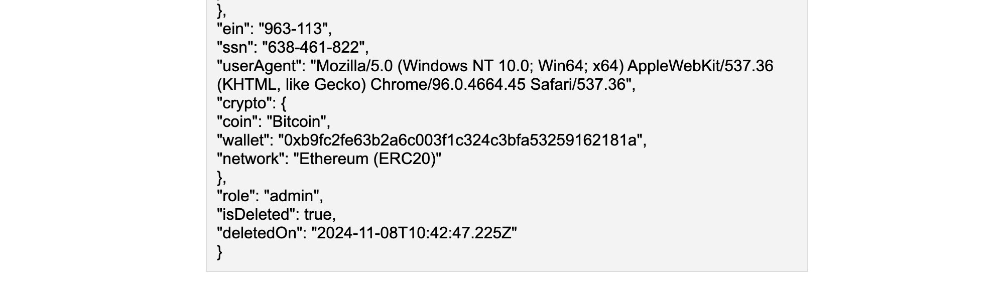 },
"ein": "963-113",
"ssn": "638-461-822",
"userAgent": "Mozilla/5.0 (Windows NT 10.0; Win64; x64) AppleWebKit/537.36
(KHTML, like Gecko) Chrome/96.0.4664.45 Safari/537.36",
"crypto": {
"coin": "Bitcoin",
"wallet": "0xb9fc2fe63b2a6c003f1c324c3bfa53259162181a",
"network": "Ethereum (ERC20)"
},
"role": "admin",
"isDeleted": true,
"deletedOn": "2024-11-08T10:42:47.225Z"
}